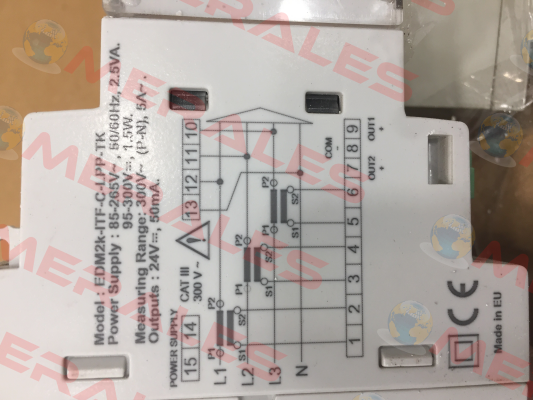 Model : EDM2k-ITF-C-LPP-TK
Power Supply : 85-265V~ , 50/60Hz, 2.5VA.
95-300V⎓, 1.5W.
Measuring Range: 300V~ (P-N), 5A~ .
Outputs : 24V⎓, 50mA.
CAT III
300 V~
POWER SUPPLY
15 14 13 12 11 10
L1
L2
L3
N
P1 P2
S1 S2
P1 P2
S1 S2
P1 P2
S1 S2
1 2 3 4 5 6 7 8 9
COM
-
OUT2
+
OUT1
+
CE
Made in EU
MERALES